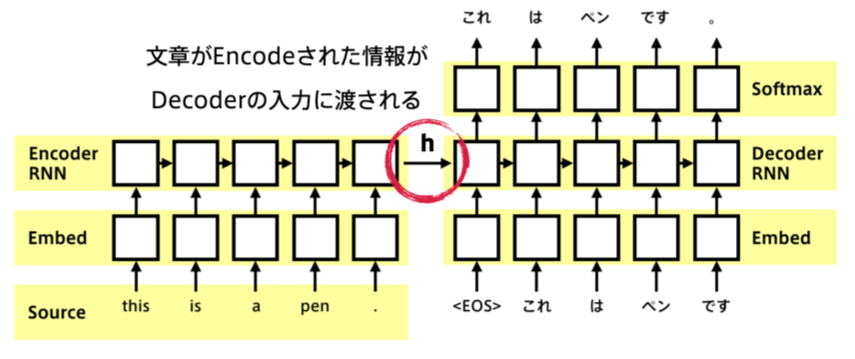 これ は ペン です 。
文章がEncodeされた情報が
Decoderの入力に渡される
Softmax
h
Encoder
RNN
Decoder
RNN
Embed
Embed
Source
this is a pen .
<EOS> これ は ペン です